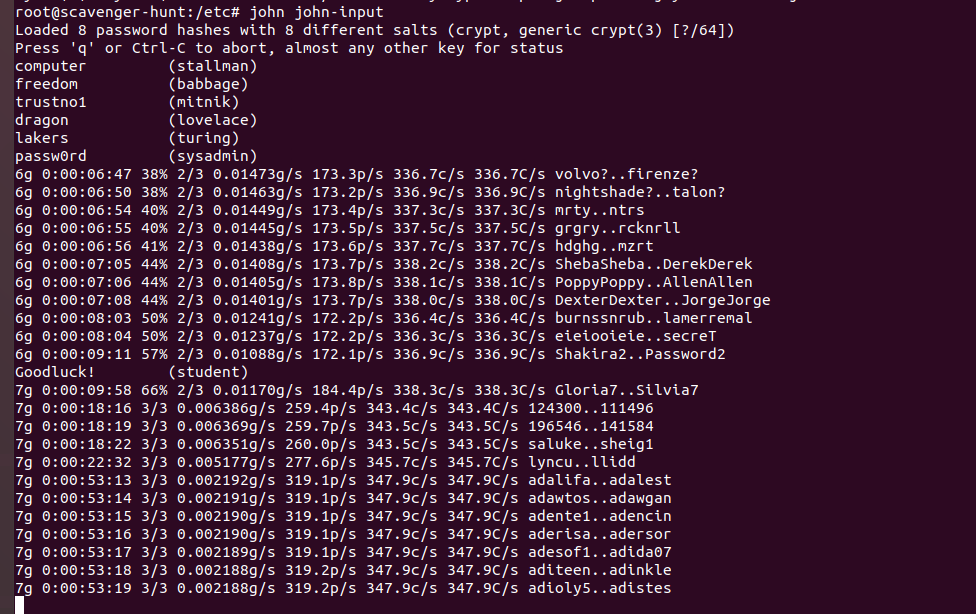 root@scavenger-hunt:/etc# john john-input
Loaded 8 password hashes with 8 different salts (crypt, generic crypt(3) [?/64])
Press 'q' or Ctrl-C to abort, almost any other key for status
computer         (stallman)
freedom          (babbage)
trustno1         (mitnik)
dragon           (lovelace)
lakers           (turing)
passw0rd         (sysadmin)
6g 0:00:06:47 38% 2/3 0.01473g/s 173.3p/s 336.7c/s 336.7C/s volvo?..firenze?
6g 0:00:06:50 38% 2/3 0.01463g/s 173.2p/s 336.9c/s 336.9C/s nightshade?..talon?
6g 0:00:06:54 40% 2/3 0.01449g/s 173.4p/s 337.3c/s 337.3C/s mrty..ntrs
6g 0:00:06:55 40% 2/3 0.01445g/s 173.5p/s 337.5c/s 337.5C/s grgry..rcknrll
6g 0:00:06:56 41% 2/3 0.01438g/s 173.6p/s 337.7c/s 337.7C/s hdghg..mzrt
6g 0:00:07:05 44% 2/3 0.01408g/s 173.7p/s 338.2c/s 338.2C/s ShebaSheba..DerekDerek
6g 0:00:07:06 44% 2/3 0.01405g/s 173.8p/s 338.1c/s 338.1C/s PoppyPoppy..AllenAllen
6g 0:00:07:08 44% 2/3 0.01401g/s 173.7p/s 338.0c/s 338.0C/s DexterDexter..JorgeJorge
6g 0:00:08:03 50% 2/3 0.01241g/s 172.2p/s 336.4c/s 336.4C/s burnssnrub..lamerremal
6g 0:00:08:04 50% 2/3 0.01237g/s 172.2p/s 336.3c/s 336.3C/s eieiooieie..secreT
6g 0:00:09:11 57% 2/3 0.01088g/s 172.1p/s 336.9c/s 336.9C/s Shakira2..Password2
Goodluck!        (student)
7g 0:00:09:58 66% 2/3 0.01170g/s 184.4p/s 338.3c/s 338.3C/s Gloria7..Silvia7
7g 0:00:18:16 3/3 0.006386g/s 259.4p/s 343.4c/s 343.4C/s 124300..111496
7g 0:00:18:19 3/3 0.006369g/s 259.7p/s 343.5c/s 343.5C/s 196546..141584
7g 0:00:18:22 3/3 0.006351g/s 260.0p/s 343.5c/s 343.5C/s saluke..sheig1
7g 0:00:22:32 3/3 0.005177g/s 277.6p/s 345.7c/s 345.7C/s lyncu..llidd
7g 0:00:53:13 3/3 0.002192g/s 319.1p/s 347.9c/s 347.9C/s adalifa..adalest
7g 0:00:53:14 3/3 0.002191g/s 319.1p/s 347.9c/s 347.9C/s adawtos..adawgan
7g 0:00:53:15 3/3 0.002190g/s 319.1p/s 347.9c/s 347.9C/s adente1..adencin
7g 0:00:53:16 3/3 0.002190g/s 319.1p/s 347.9c/s 347.9C/s aderisa..adersor
7g 0:00:53:17 3/3 0.002189g/s 319.1p/s 347.9c/s 347.9C/s adesof1..adida07
7g 0:00:53:18 3/3 0.002188g/s 319.2p/s 347.9c/s 347.9C/s aditeen..adinkle
7g 0:00:53:19 3/3 0.002188g/s 319.2p/s 347.9c/s 347.9C/s adioly5..adistes